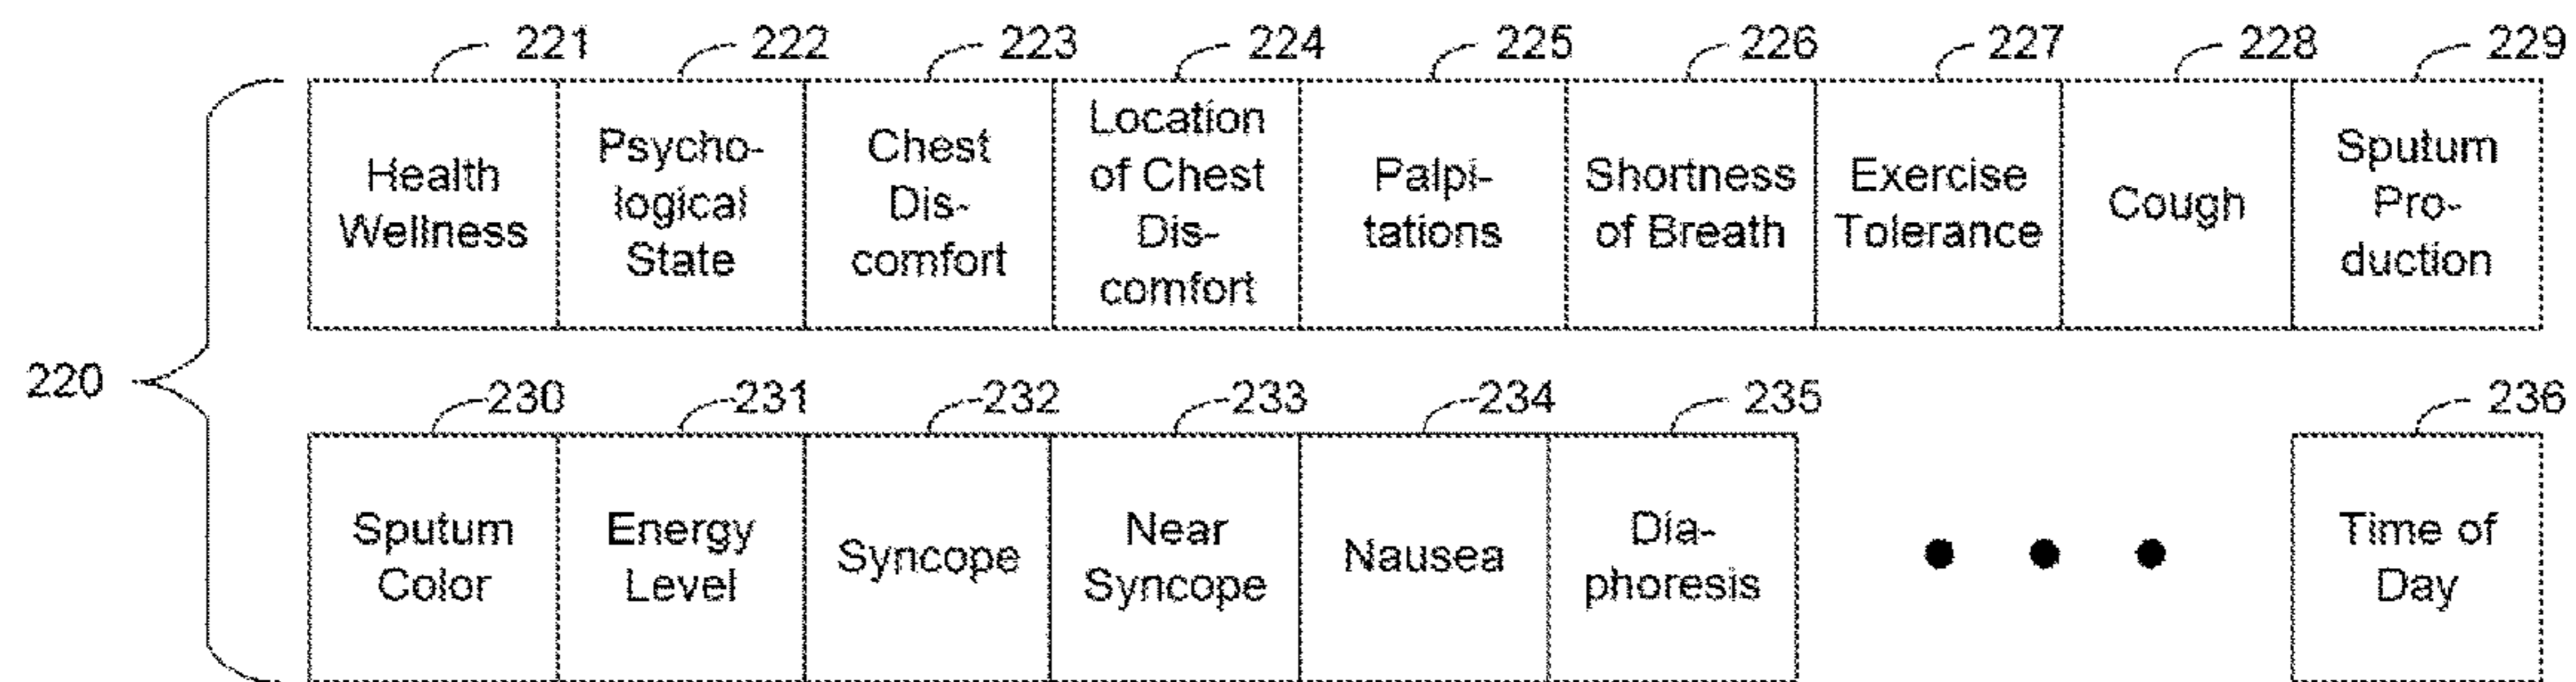 221 222 223 224 225 226 227 228 229
Health
Wellness
Psycho-
logical
State
Chest
Dis-
comfort
Location
of Chest
Dis-
comfort
Palpi-
tations
Shortness
of Breath
Exercise
Tolerance
Cough
Sputum
Pro-
duction
220
230 231 232 233 234 235 236
Sputum
Color
Energy
Level
Syncope
Near
Syncope
Nausea
Dia-
phoresis
Time of
Day